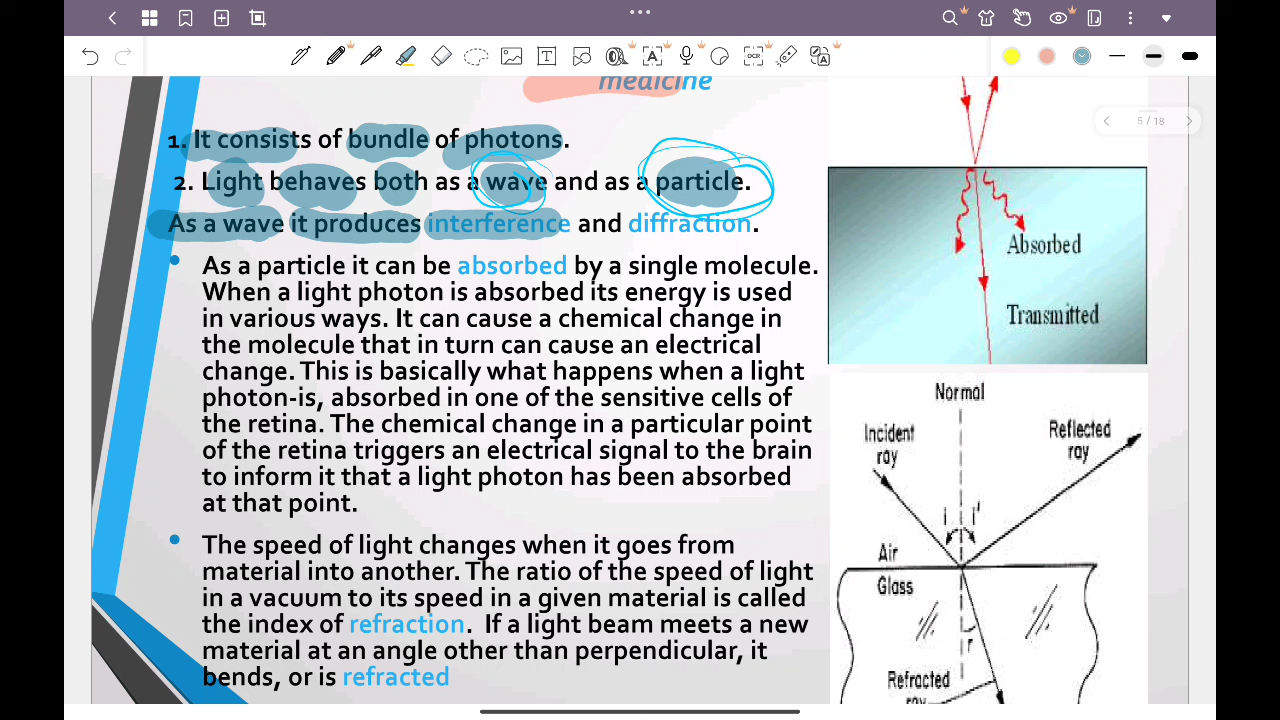 5 / 18
medicine
1. It consists of bundle of photons.
2. Light behaves both as a wave and as a particle.
As a wave it produces interference and diffraction.
• As a particle it can be absorbed by a single molecule.
When a light photon is absorbed its energy is used
in various ways. It can cause a chemical change in
the molecule that in turn can cause an electrical
change. This is basically what happens when a light
photon-is, absorbed in one of the sensitive cells of
the retina. The chemical change in a particular point
of the retina triggers an electrical signal to the brain
to inform it that a light photon has been absorbed
at that point.
• The speed of light changes when it goes from
material into another. The ratio of the speed of light
in a vacuum to its speed in a given material is called
the index of refraction. If a light beam meets a new
material at an angle other than perpendicular, it
bends, or is refracted
Absorbed
Transmitted
Normal
Incident
ray
Reflected
ray
i i'
Air
Glass
r
Refracted
ray